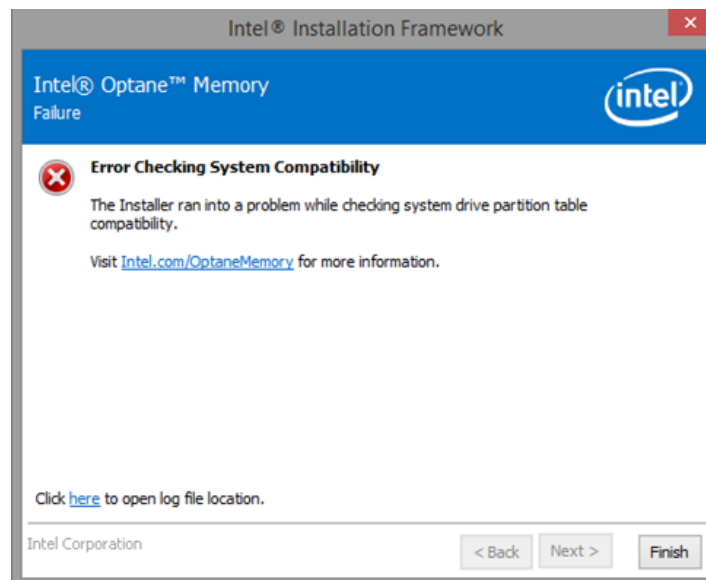 Intel® Installation Framework
Intel® Optane™ Memory
Failure
intel
Error Checking System Compatibility
The Installer ran into a problem while checking system drive partition table
compatibility.
Visit Intel.com/OptaneMemory for more information.
Click here to open log file location.
Intel Corporation
< Back
Next >
Finish